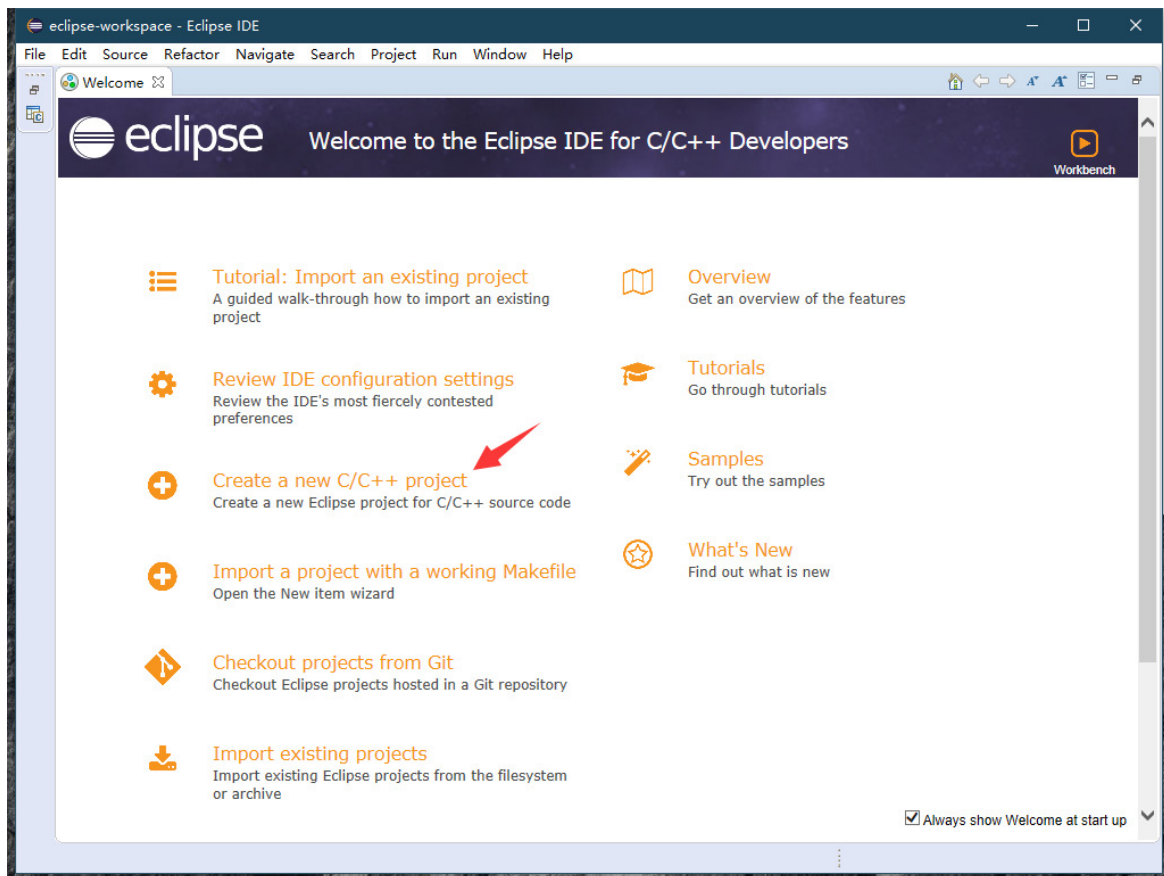 eclipse-workspace - Eclipse IDE
File Edit Source Refactor Navigate Search Project Run Window Help
Welcome
eclipse Welcome to the Eclipse IDE for C/C++ Developers
Workbench
Tutorial: Import an existing project
A guided walk-through how to import an existing
project
Review IDE configuration settings
Review the IDE's most fiercely contested
preferences
Create a new C/C++ project
Create a new Eclipse project for C/C++ source code
Import a project with a working Makefile
Open the New item wizard
Checkout projects from Git
Checkout Eclipse projects hosted in a Git repository
Import existing projects
Import existing Eclipse projects from the filesystem
or archive
Overview
Get an overview of the features
Tutorials
Go through tutorials
Samples
Try out the samples
What's New
Find out what is new
Always show Welcome at start up